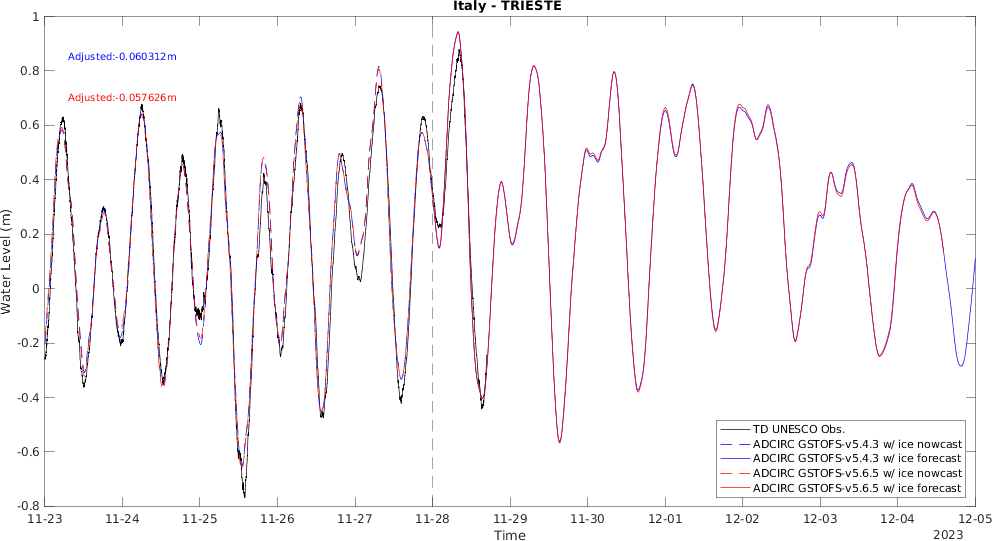 Italy - TRIESTE
Adjusted:-0.060312m
Adjusted:-0.057626m
Water Level (m)
1
0.8
0.6
0.4
0.2
0
-0.2
-0.4
-0.6
-0.8
TD UNESCO Obs.
ADCIRC GSTOFS-v5.4.3 w/ ice nowcast
ADCIRC GSTOFS-v5.4.3 w/ ice forecast
ADCIRC GSTOFS-v5.6.5 w/ ice nowcast
ADCIRC GSTOFS-v5.6.5 w/ ice forecast
11-23 11-24 11-25 11-26 11-27 11-28 11-29 11-30 12-01 12-02 12-03 12-04 12-05
Time
2023